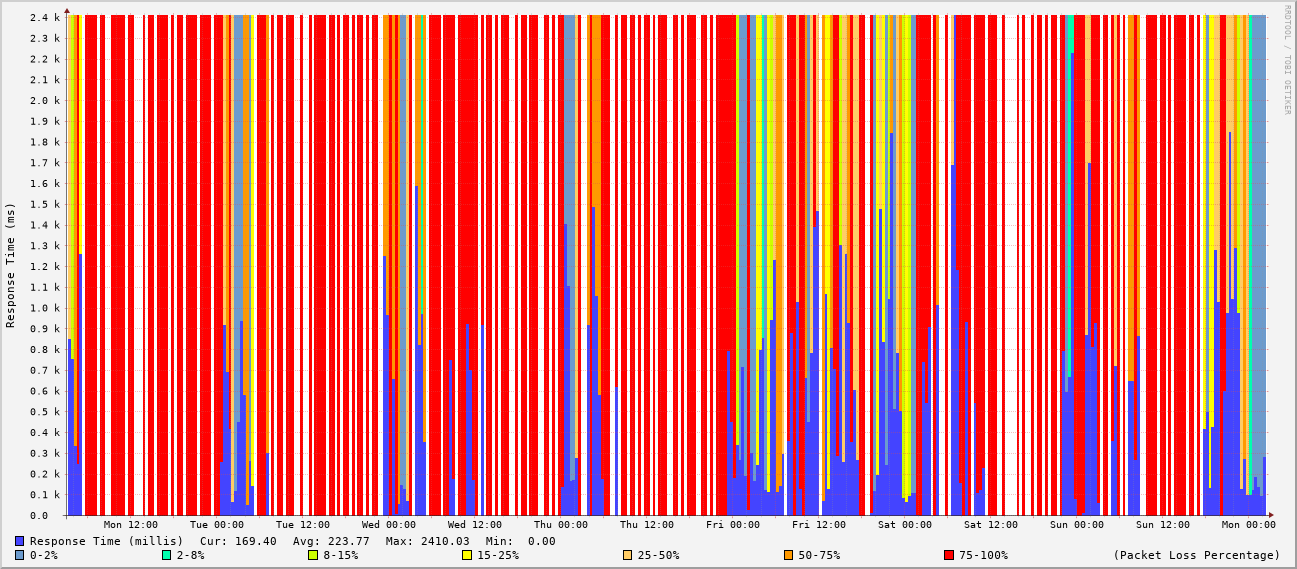 2.4 k
2.3 k
2.2 k
2.1 k
2.0 k
1.9 k
1.8 k
1.7 k
1.6 k
1.5 k
1.4 k
1.3 k
1.2 k
1.1 k
1.0 k
0.9 k
0.8 k
0.7 k
0.6 k
0.5 k
0.4 k
0.3 k
0.2 k
0.1 k
0.0
Response Time (ms)
RRDTOOL / TOBI OETIKER
Mon 12:00 Tue 00:00 Tue 12:00 Wed 00:00 Wed 12:00 Thu 00:00 Thu 12:00 Fri 00:00 Fri 12:00 Sat 00:00 Sat 12:00 Sun 00:00 Sun 12:00 Mon 00:00
Response Time (millis) Cur: 169.40 Avg: 223.77 Max: 2410.03 Min: 0.00
0-2% 2-8% 8-15% 15-25% 25-50% 50-75% 75-100% (Packet Loss Percentage)